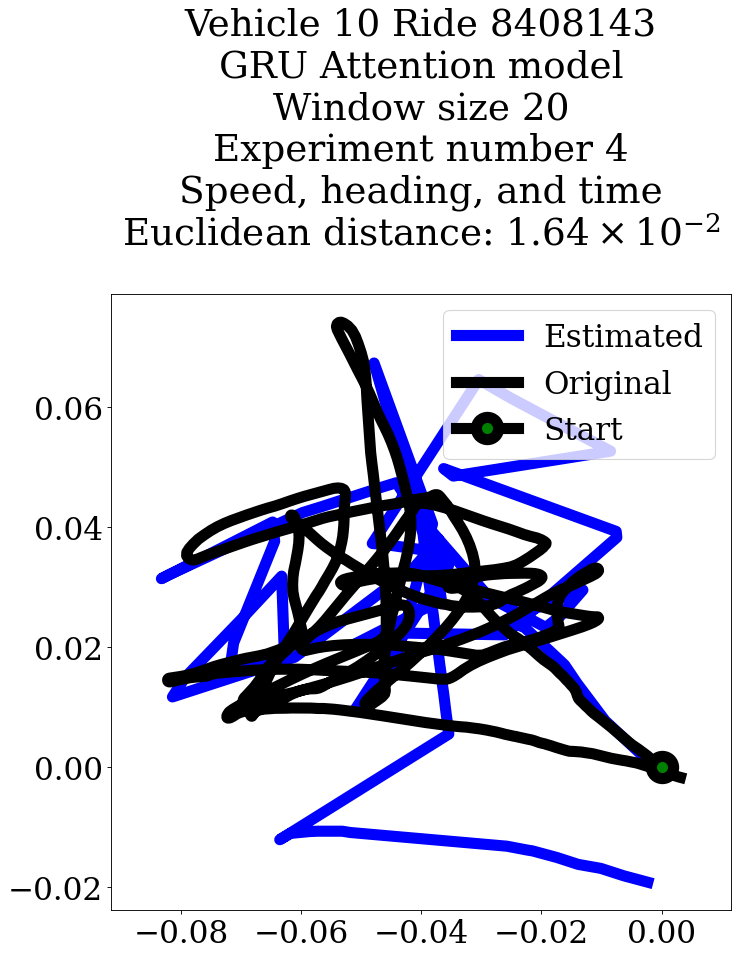 Vehicle 10 Ride 8408143
GRU Attention model
Window size 20
Experiment number 4
Speed, heading, and time
Euclidean distance: 1.64 × 10⁻²
Estimated
Original
Start
0.06
0.04
0.02
0.00
−0.02
−0.08
−0.06
−0.04
−0.02
0.00